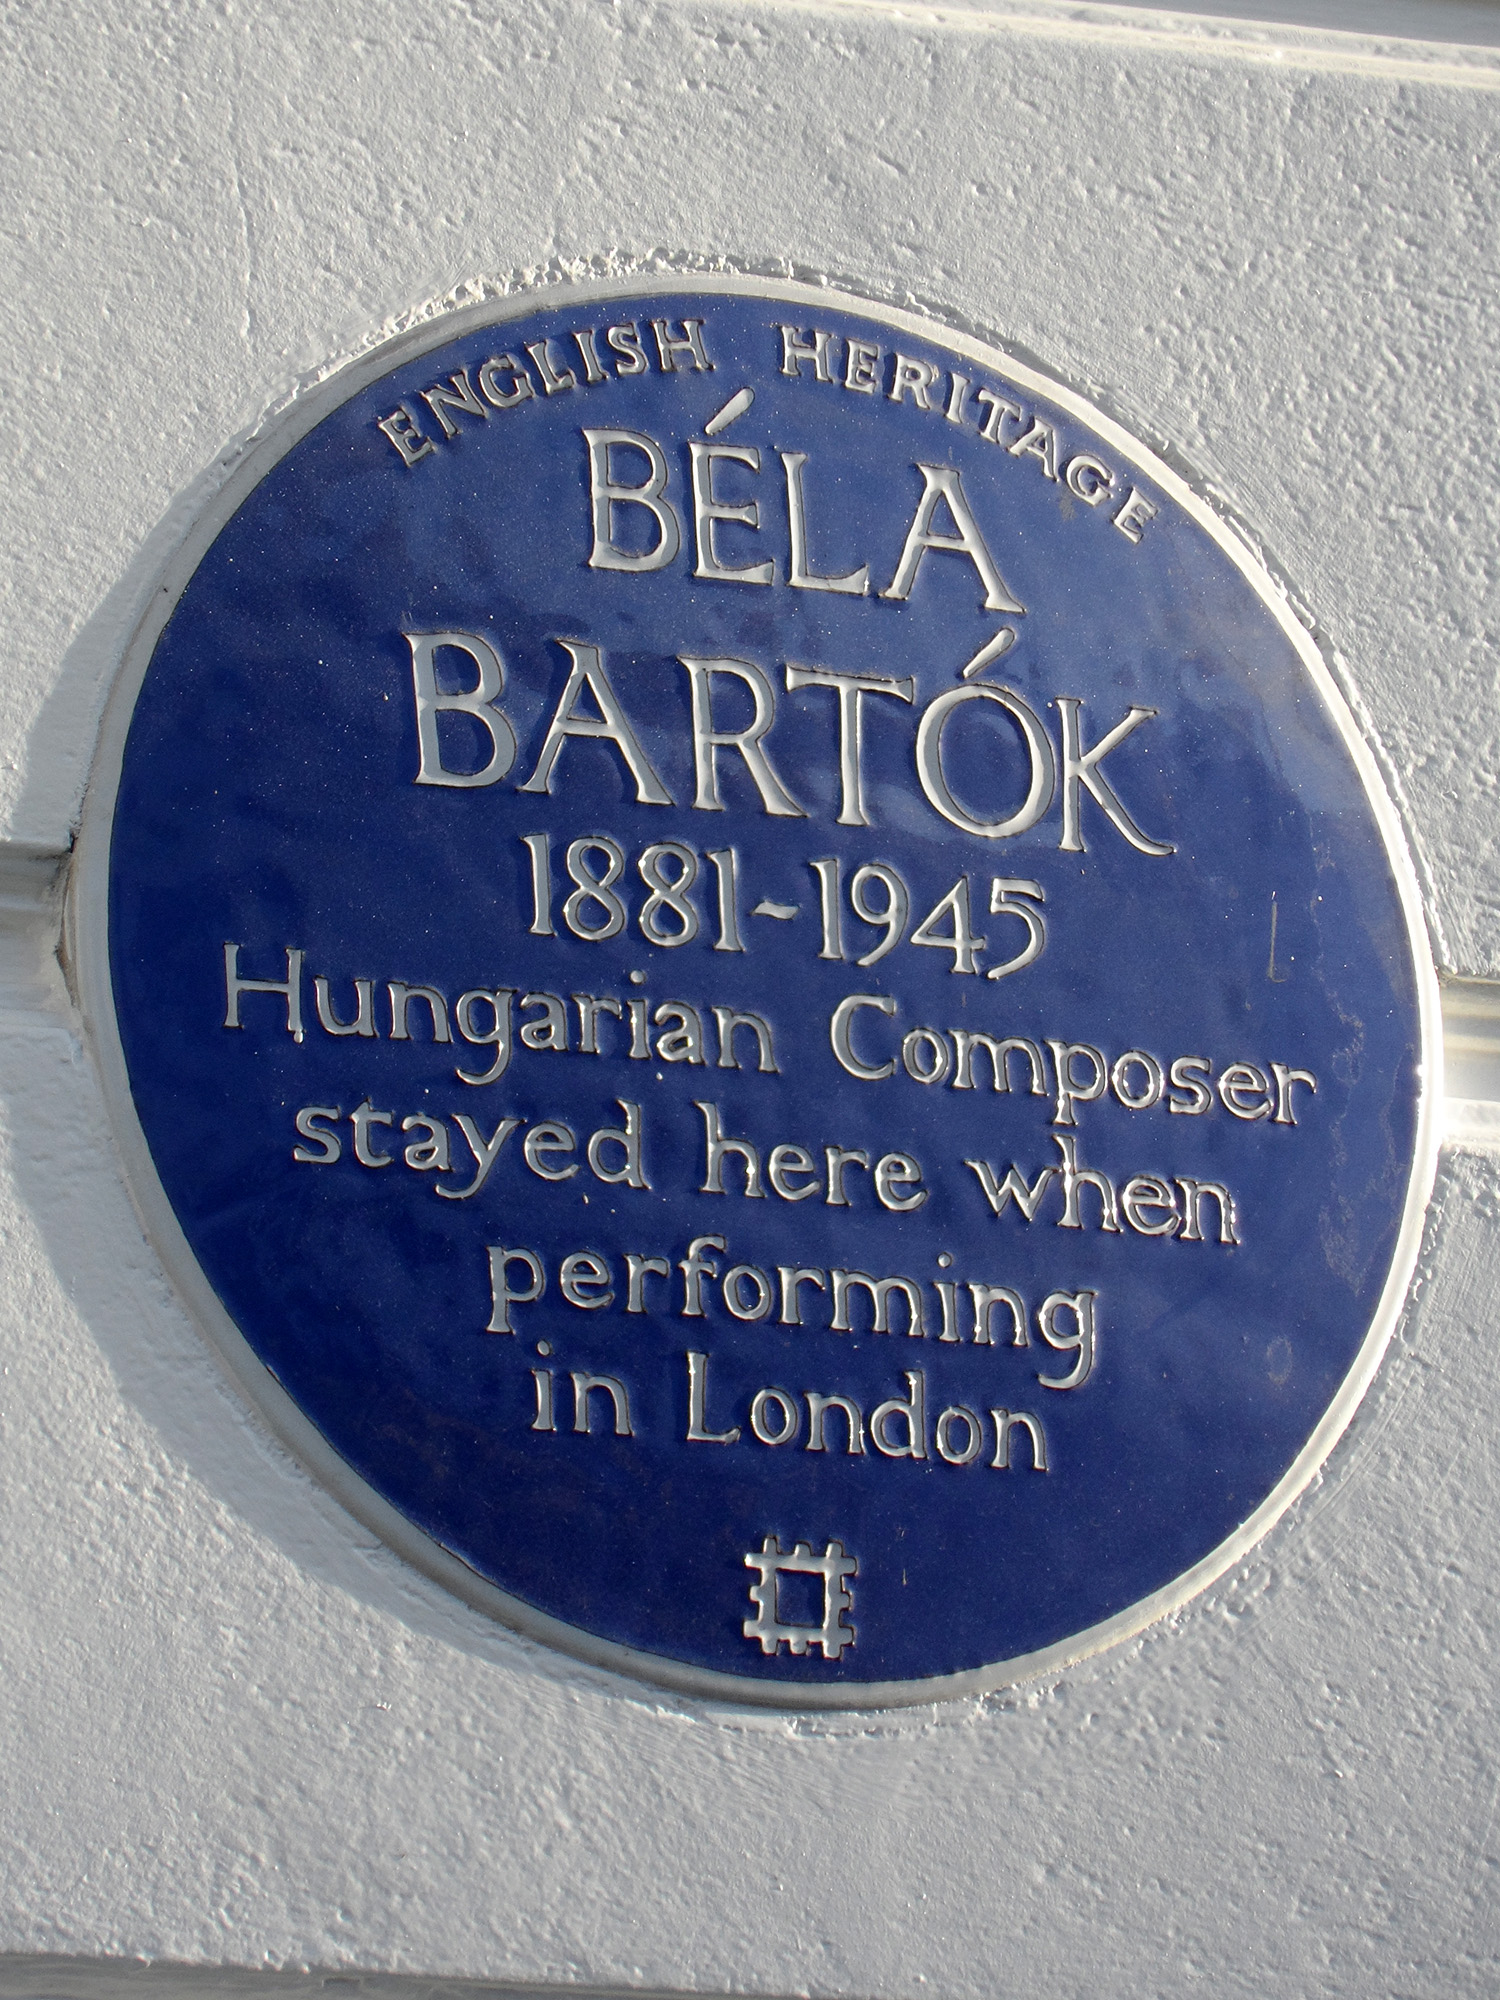 ENGLISH HERITAGE
BÉLA
BARTÓK
1881-1945
Hungarian Composer
stayed here when
performing
in London